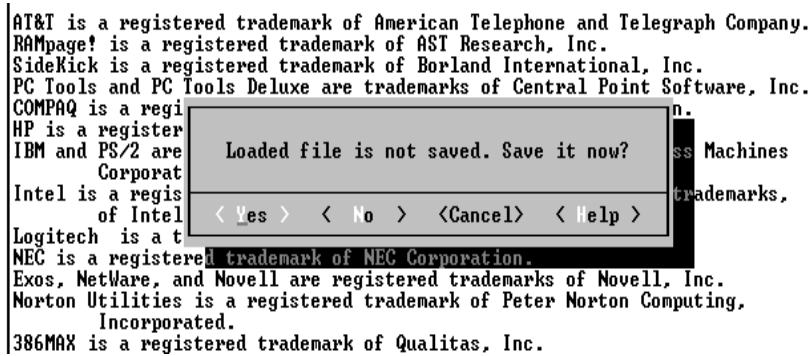 AT&T is a registered trademark of American Telephone and Telegraph Company.
RAMpage! is a registered trademark of AST Research, Inc.
SideKick is a registered trademark of Borland International, Inc.
PC Tools and PC Tools Deluxe are trademarks of Central Point Software, Inc.
COMPAQ is a regi n.
HP is a register
IBM and PS/2 are ss Machines
Corporat
Intel is a regis trademarks,
of Intel
Logitech is a t
Loaded file is not saved. Save it now?
< Yes > < No > <Cancel> < Help >
NEC is a registered trademark of NEC Corporation.
Exos, NetWare, and Novell are registered trademarks of Novell, Inc.
Norton Utilities is a registered trademark of Peter Norton Computing,
Incorporated.
386MAX is a registered trademark of Qualitas, Inc.